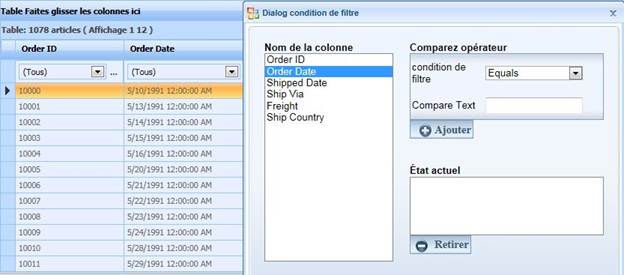 Table Faites glisser les colonnes ici
Table: 1078 articles ( Affichage 1 12 )
Order ID Order Date
(Tous) ... (Tous)
10000 5/10/1991 12:00:00 AM
10001 5/13/1991 12:00:00 AM
10002 5/14/1991 12:00:00 AM
10003 5/15/1991 12:00:00 AM
10004 5/16/1991 12:00:00 AM
10005 5/20/1991 12:00:00 AM
10006 5/21/1991 12:00:00 AM
10007 5/22/1991 12:00:00 AM
10008 5/23/1991 12:00:00 AM
10009 5/24/1991 12:00:00 AM
10010 5/28/1991 12:00:00 AM
10011 5/29/1991 12:00:00 AM
Dialog condition de filtre
Nom de la colonne
Order ID
Order Date
Shipped Date
Ship Via
Freight
Ship Country
Comparez opérateur
condition de
filtre
Equals
Compare Text
Ajouter
État actuel
Retirer